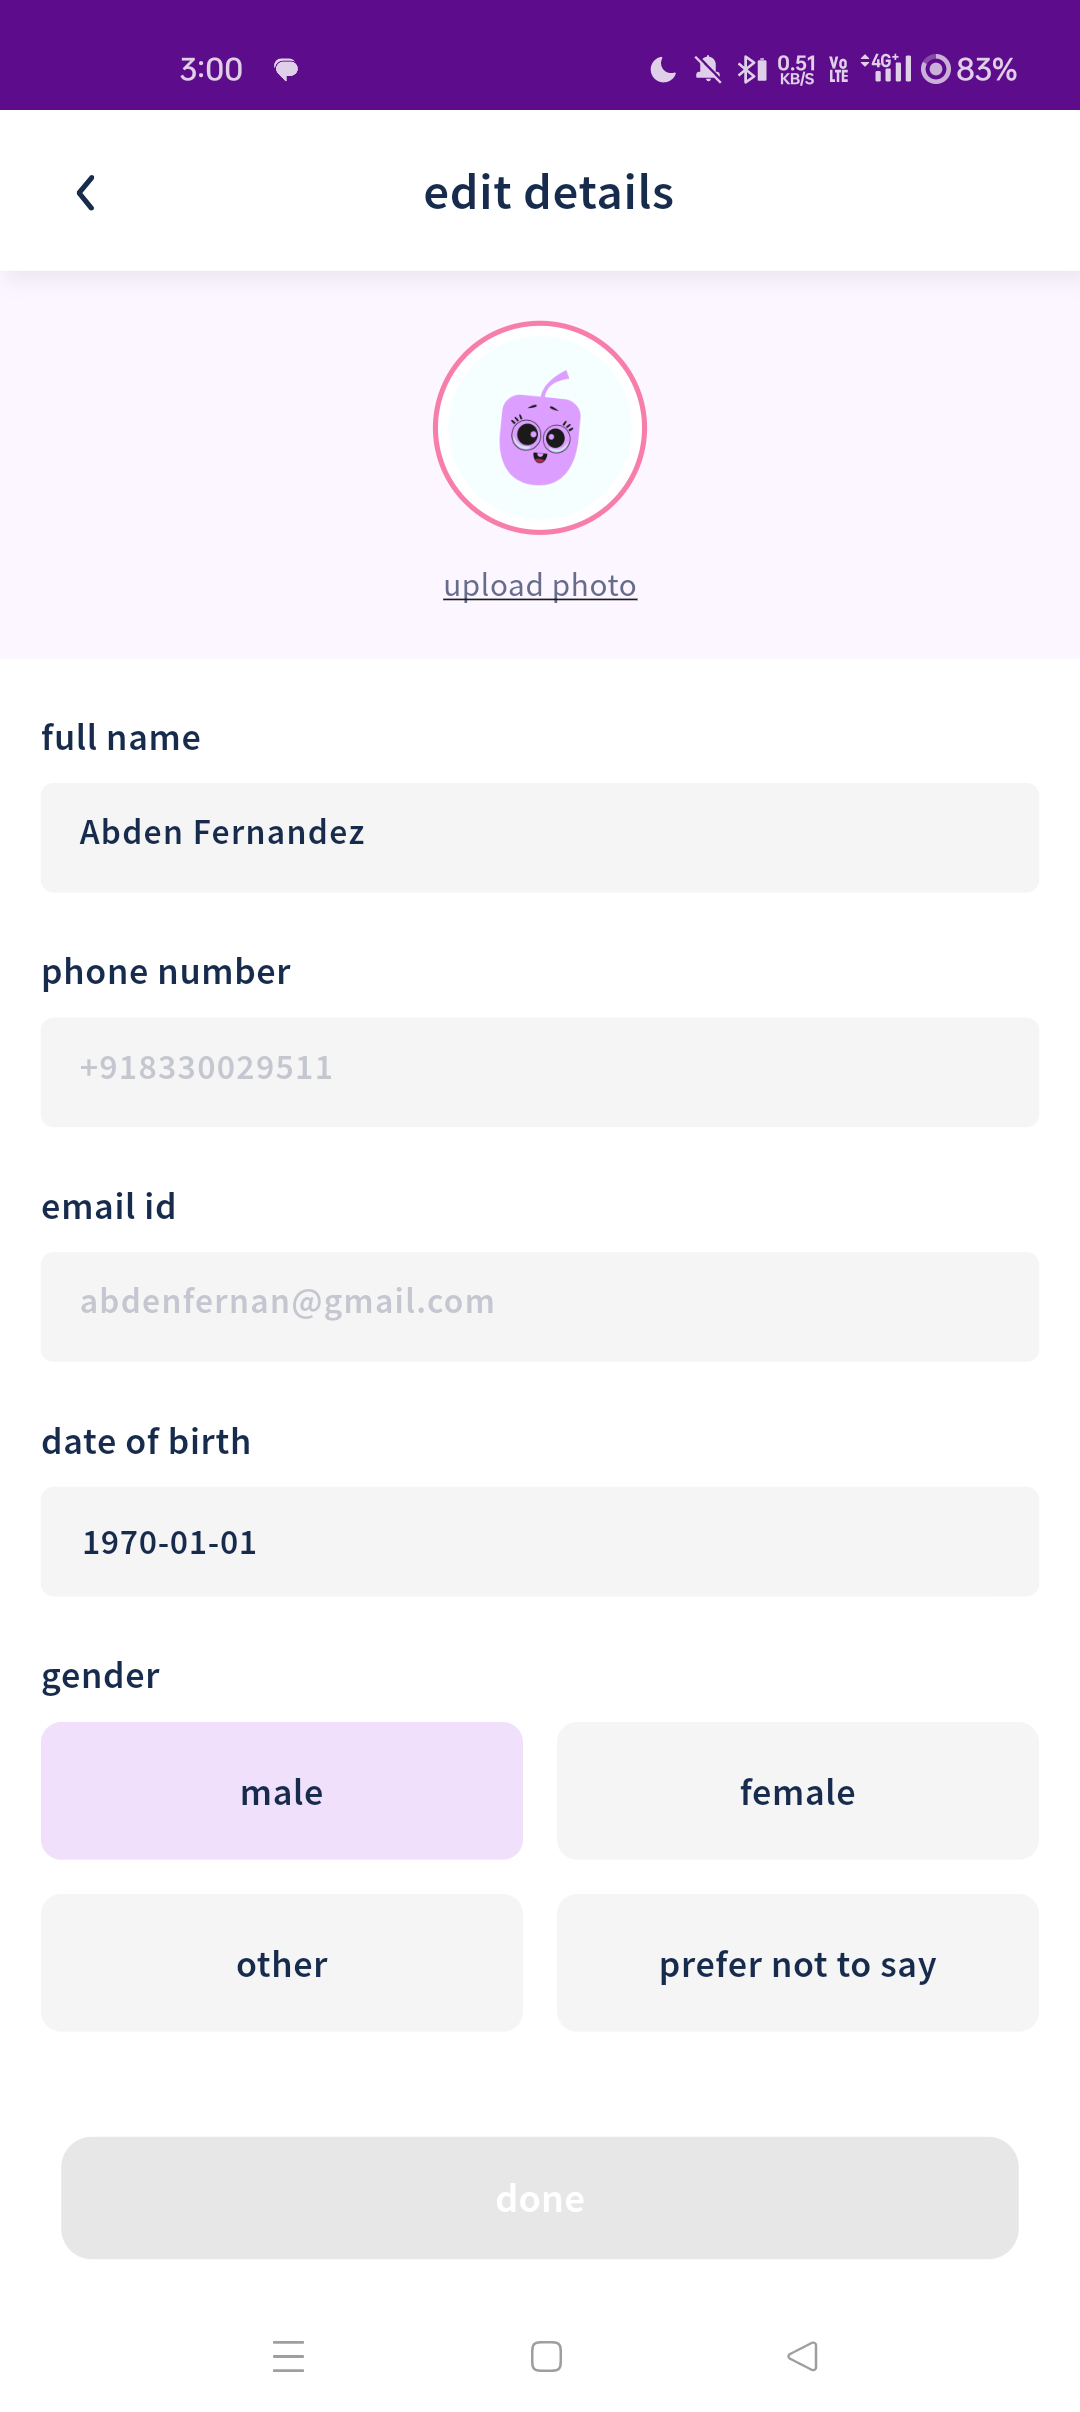 3:00 0.51 KB/S Vo LTE 4G+ 83%
edit details
upload photo
full name
Abden Fernandez
phone number
+918330029511
email id
abdenfernan@gmail.com
date of birth
1970-01-01
gender
male female
other prefer not to say
done